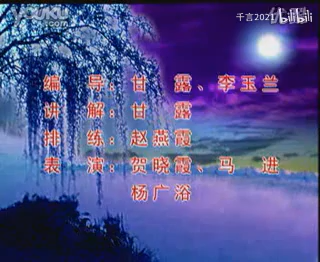 千言2021 bilibili
编 导：甘 露、李玉兰
讲 解：甘 露
排 练：赵燕霞
表 演：贺晓霞、马 进
杨广浴